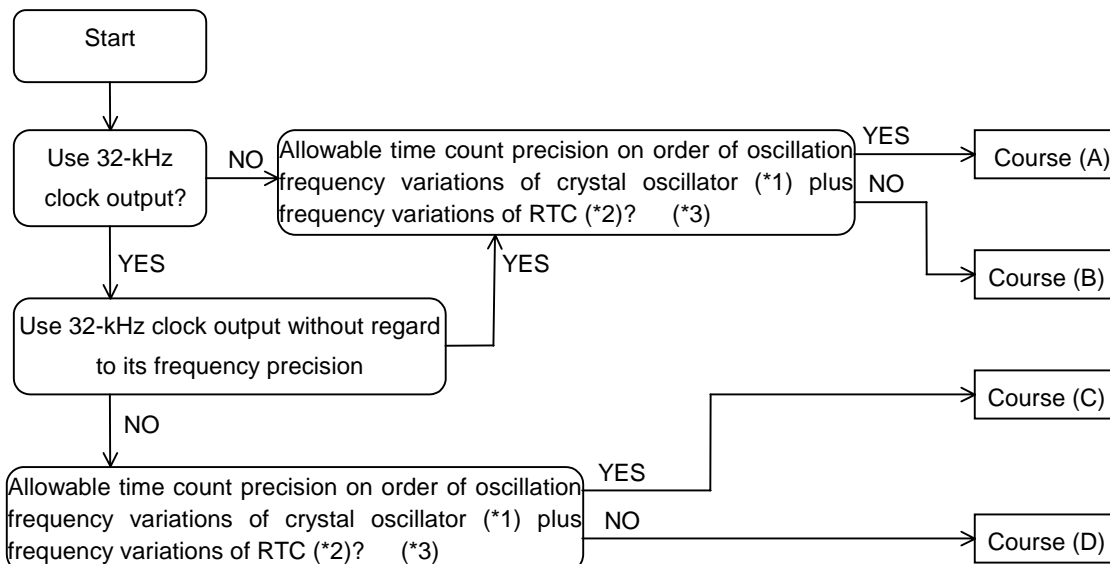 Start
Use 32-kHz
clock output?
NO
YES
Allowable time count precision on order of oscillation
frequency variations of crystal oscillator (*1) plus
frequency variations of RTC (*2)? (*3)
YES
NO
Course (A)
Course (B)
YES
Use 32-kHz clock output without regard
to its frequency precision
NO
Course (C)
Allowable time count precision on order of oscillation
frequency variations of crystal oscillator (*1) plus
frequency variations of RTC (*2)? (*3)
YES
NO
Course (D)